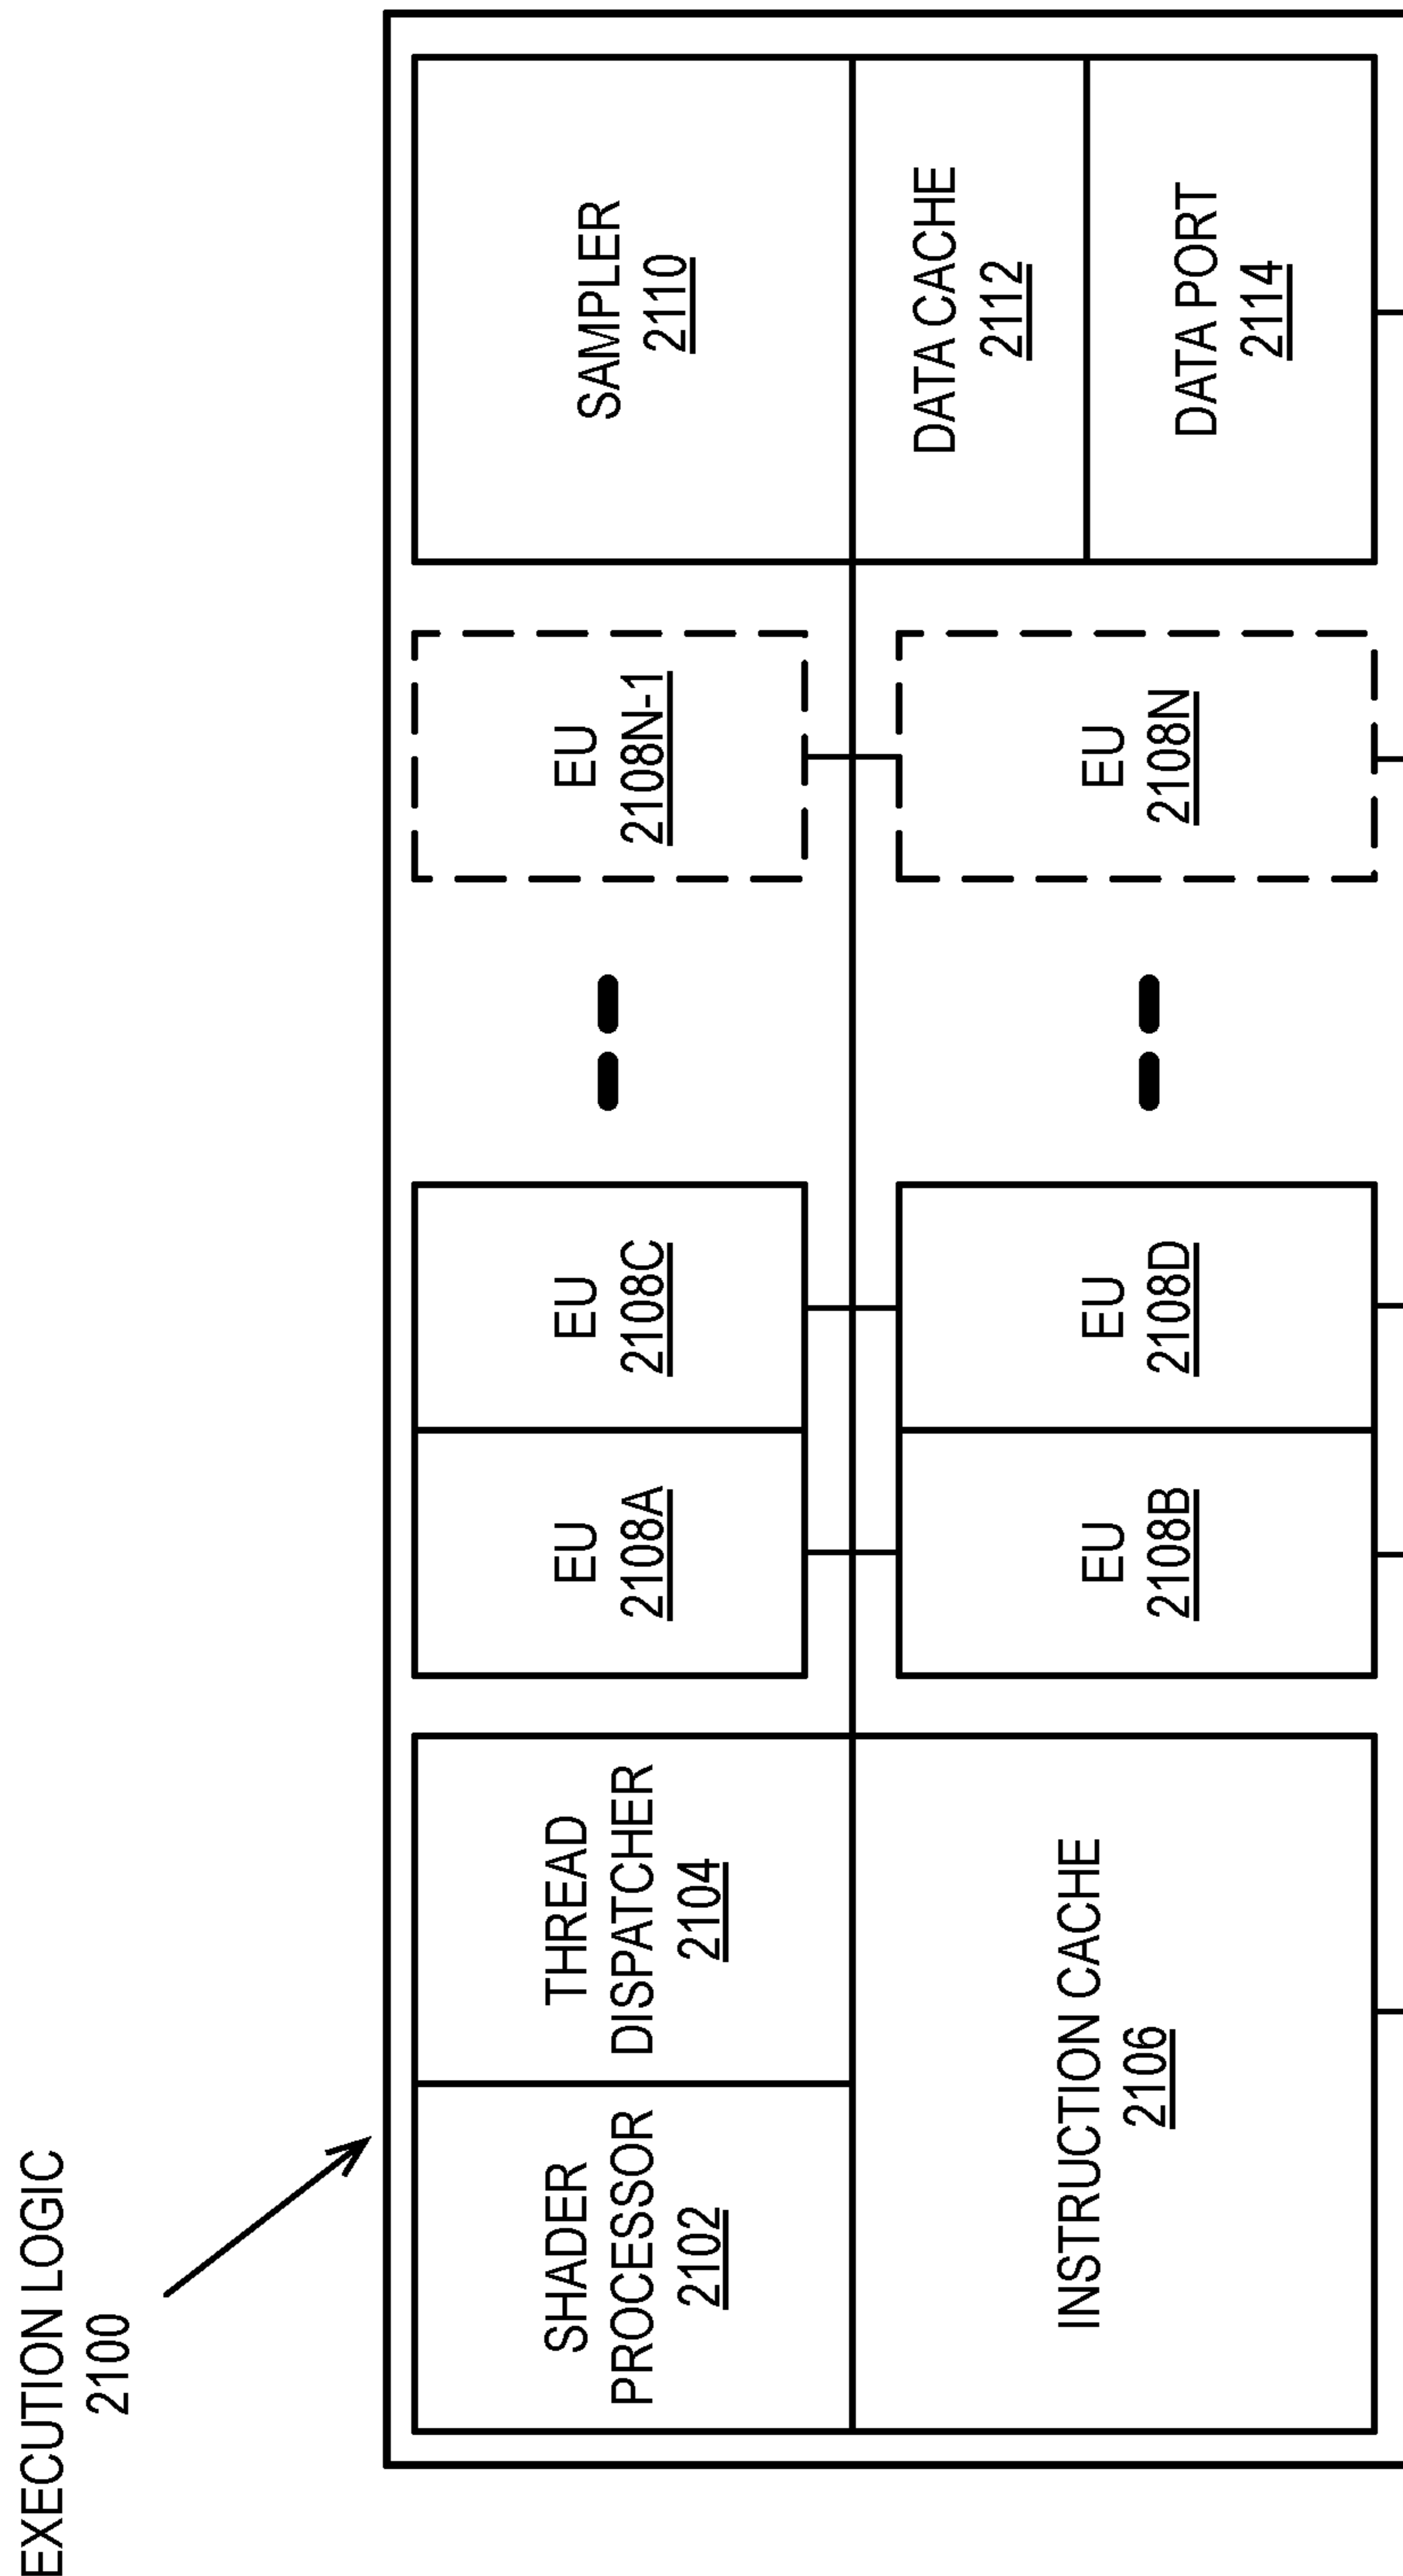 EXECUTION LOGIC
2100
SHADER
PROCESSOR
2102
THREAD
DISPATCHER
2104
INSTRUCTION CACHE
2106
EU
2108A
EU
2108C
EU
2108B
EU
2108D
EU
2108N-1
EU
2108N
SAMPLER
2110
DATA CACHE
2112
DATA PORT
2114